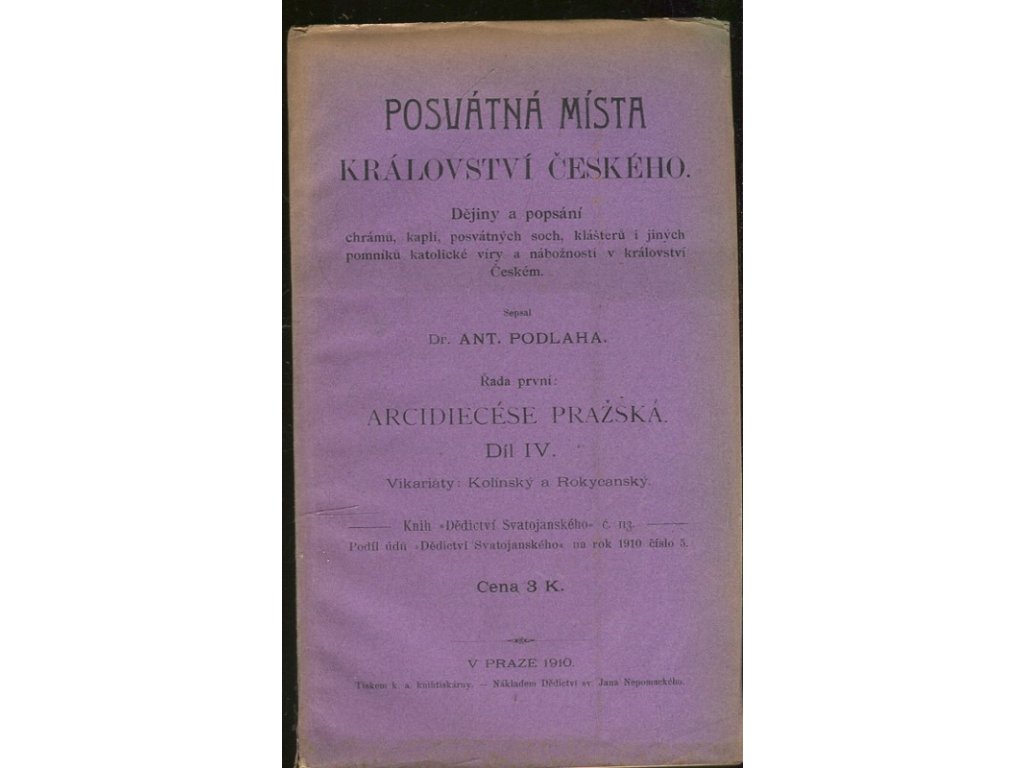 POSVÁTNÁ MÍSTA
KRÁLOVSTVÍ ČESKÉHO.
Dějiny a popsání
chrámů, kaplí, posvátných soch, klášterů i jiných
pomníků katolické víry a nábožnosti v království
Českém.
Sepsal
Dr. ANT. PODLAHA.
Řada první:
ARCIDIECÉSE PRAŽSKÁ.
Díl IV.
Vikariáty: Kolínský a Rokycanský.
Knih »Dědictví Svatojanského« č. 113.
Podíl údů »Dědictví Svatojanského« na rok 1910 číslo 5.
Cena 3 K.
V PRAZE 1910.
Tiskem k. a. knihtiskárny. — Nákladem Dědictví sv. Jana Nepomuckého.